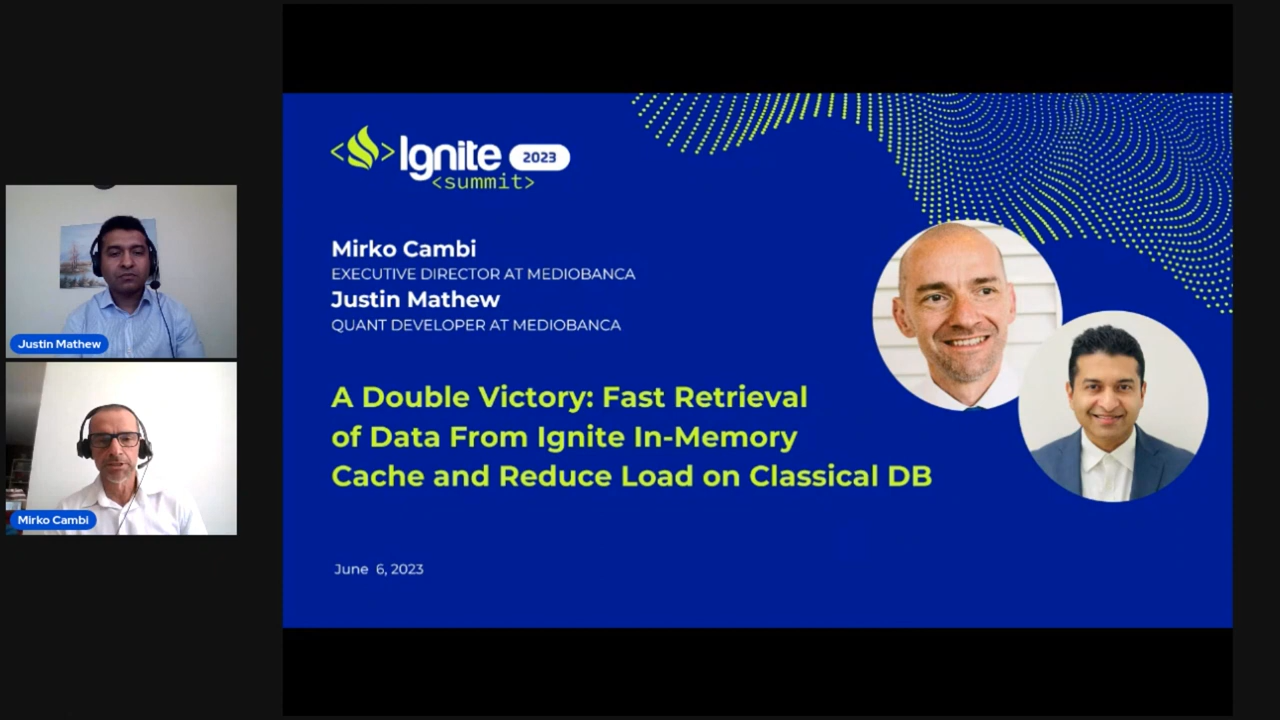 Justin Mathew
Mirko Cambi
<Ignite 2023
<summit>
Mirko Cambi
EXECUTIVE DIRECTOR AT MEDIOBANCA
Justin Mathew
QUANT DEVELOPER AT MEDIOBANCA
A Double Victory: Fast Retrieval
of Data From Ignite In-Memory
Cache and Reduce Load on Classical DB
June 6, 2023